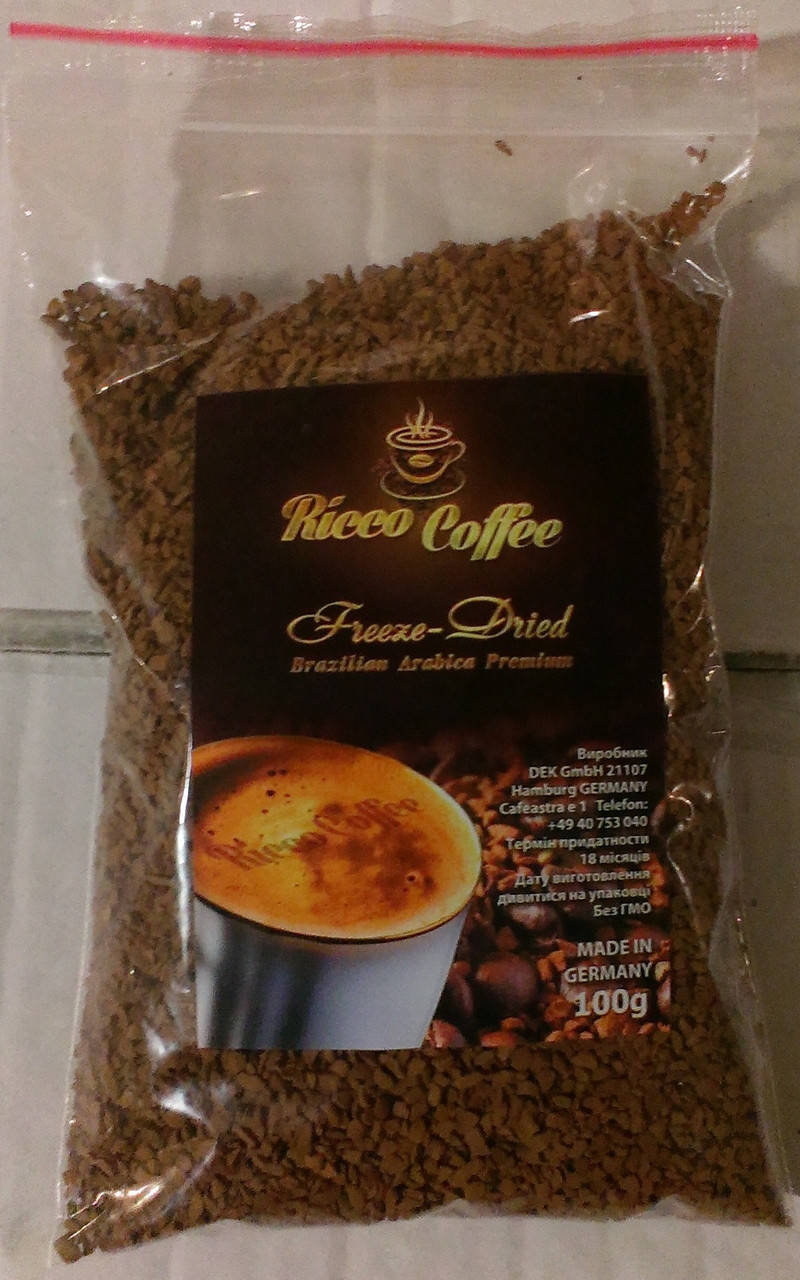 Ricco Coffee
Freeze-Dried
Brazilian Arabica Premium
Ricco Coffee
Виробник
DEK GmbH 21107
Hamburg GERMANY
Cafeastra e 1 Telefon:
+49 40 753 040
Термін придатности
18 місяців
Дату виготовлення
дивитися на упаковці
Без ГМО
MADE IN
GERMANY
100g